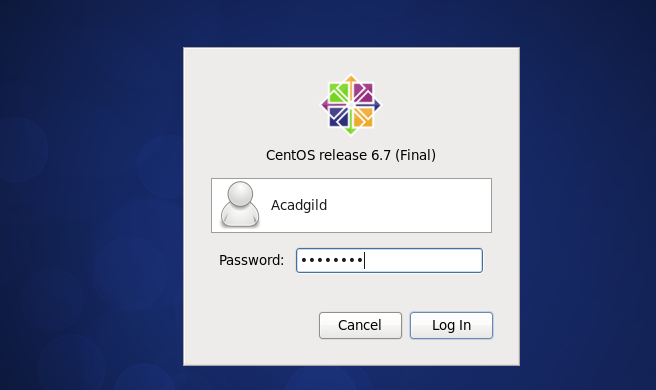 CentOS release 6.7 (Final)
Acadgild
Password: ••••••••
Cancel Log In